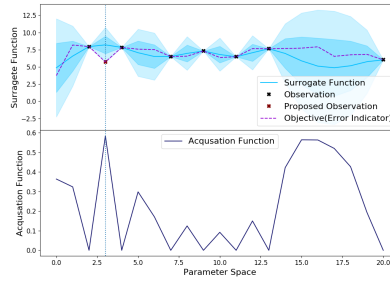 12.5
10.0
7.5
5.0
2.5
0.0
−2.5
Surragete Function
Surrogate Function
Observation
Proposed Observation
Objective(Error Indicator)
0.6
0.5
0.4
0.3
0.2
0.1
0.0
Acqusation Function
Acqusation Function
0.0 2.5 5.0 7.5 10.0 12.5 15.0 17.5 20.0
Parameter Space